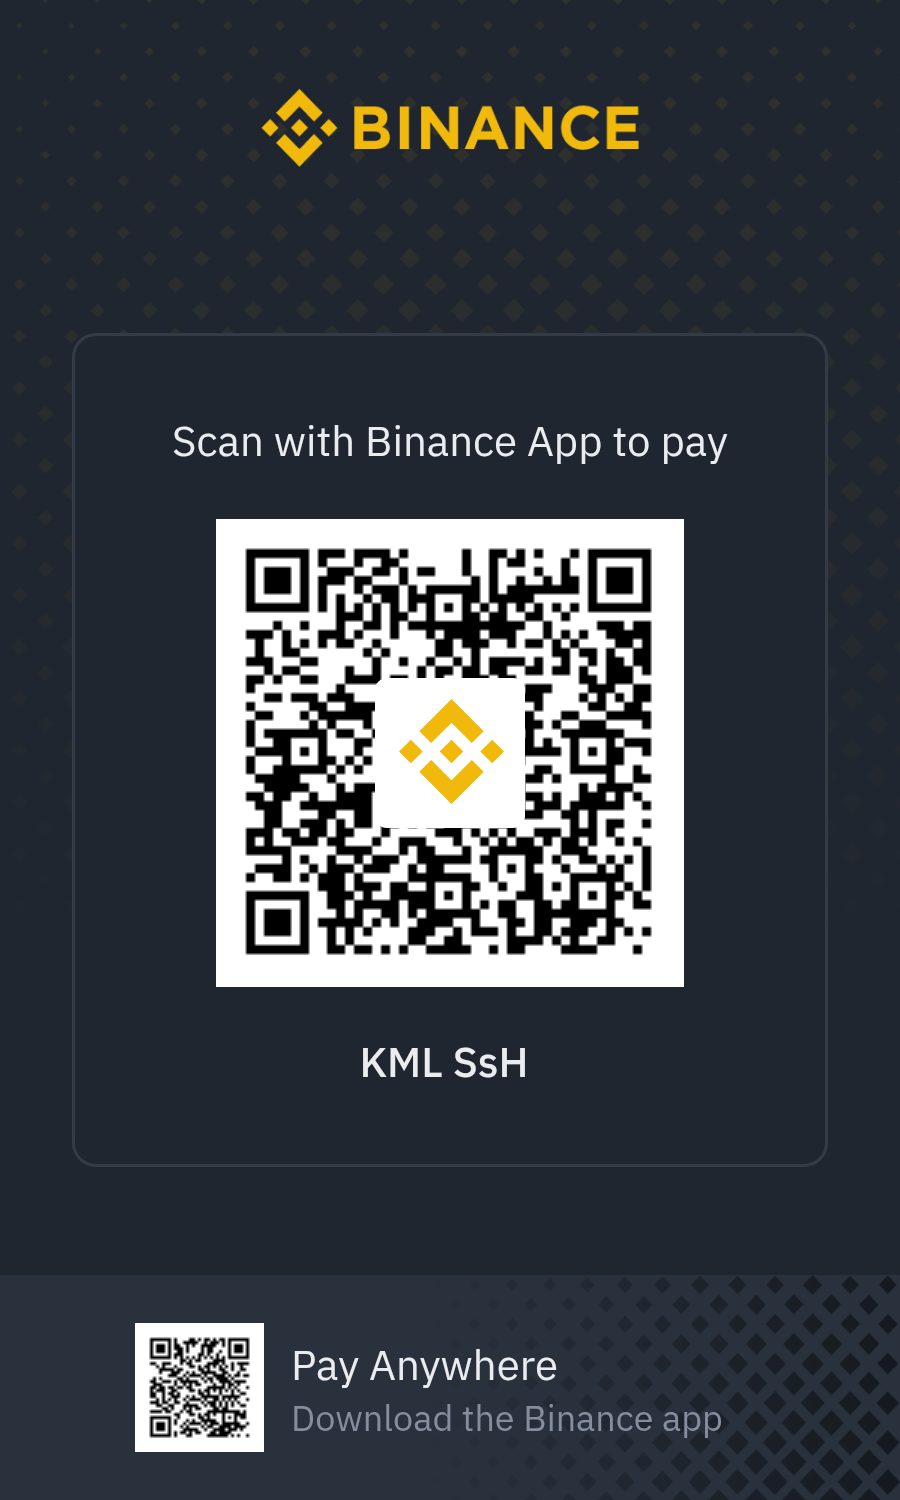 BINANCE
Scan with Binance App to pay
KML SsH
Pay Anywhere
Download the Binance app